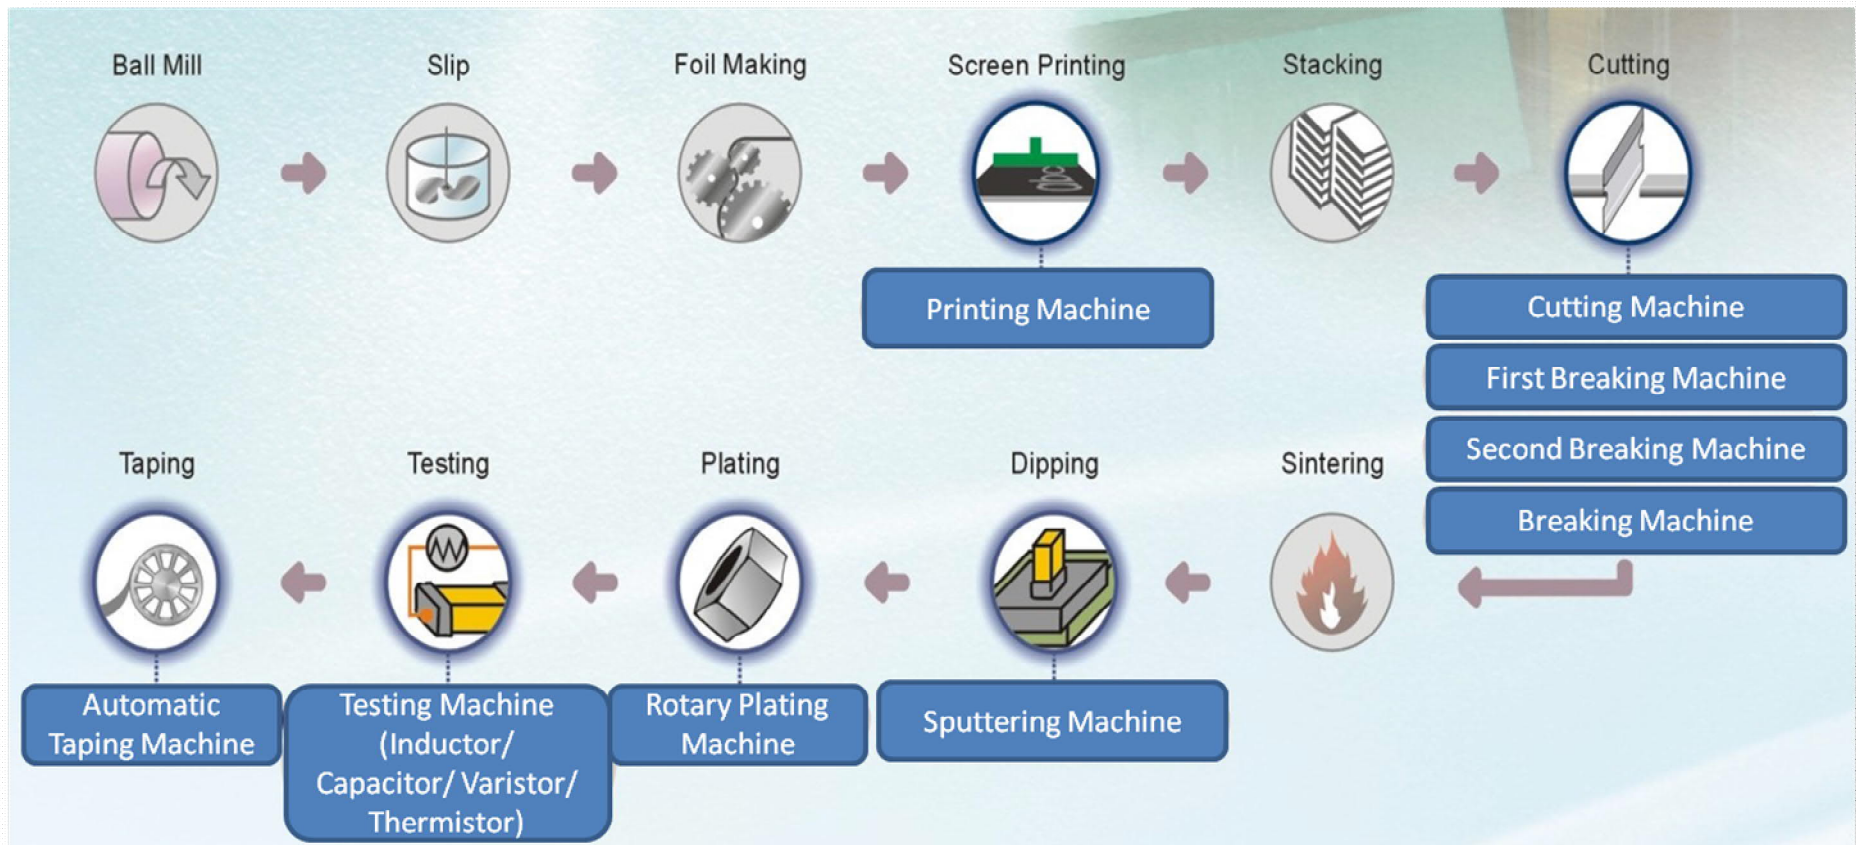 Ball Mill
Slip
Foil Making
Screen Printing
Stacking
Cutting
Printing Machine
Cutting Machine
First Breaking Machine
Second Breaking Machine
Breaking Machine
Taping
Testing
Plating
Dipping
Sintering
Automatic
Taping Machine
Testing Machine
(Inductor/
Capacitor/ Varistor/
Thermistor)
Rotary Plating
Machine
Sputtering Machine